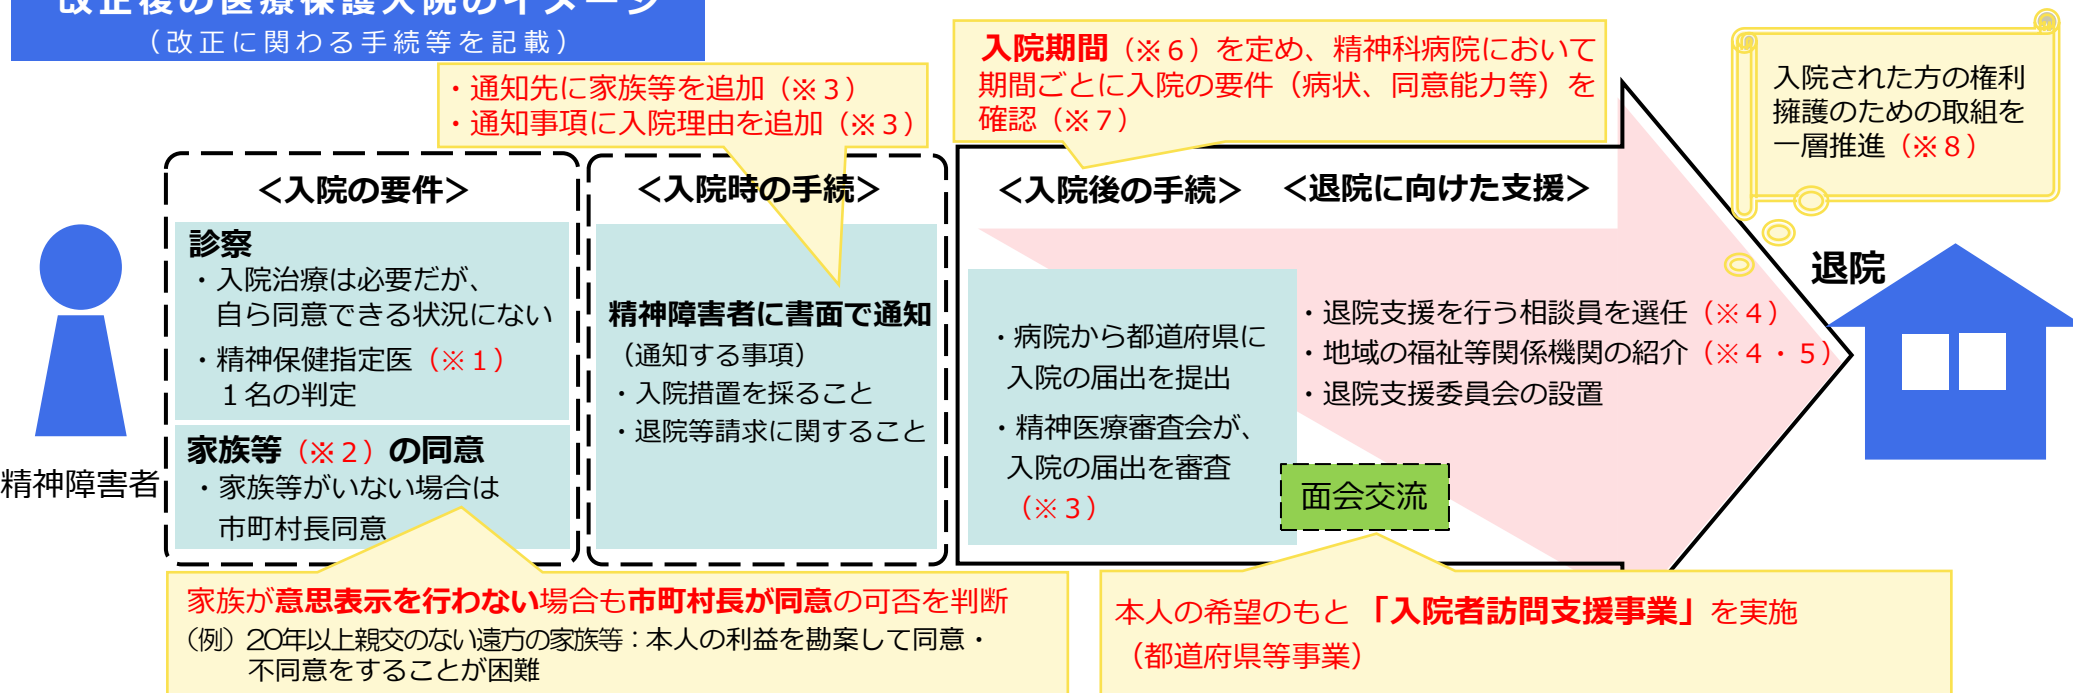 改正後の医療保護入院のイメージ
（改正に関わる手続等を記載）
・通知先に家族等を追加（※３）
・通知事項に入院理由を追加（※３）
入院期間（※６）を定め、精神科病院において
期間ごとに入院の要件（病状、同意能力等）を
確認（※７）
入院された方の権利
擁護のための取組を
一層推進（※８）
精神障害者
＜入院の要件＞
診察
・入院治療は必要だが、
自ら同意できる状況にない
・精神保健指定医（※１）
１名の判定
家族等（※２）の同意
・家族等がいない場合は
市町村長同意
＜入院時の手続＞
精神障害者に書面で通知
（通知する事項）
・入院措置を採ること
・退院等請求に関すること
＜入院後の手続＞
・病院から都道府県に
入院の届出を提出
・精神医療審査会が、
入院の届出を審査
（※３）
＜退院に向けた支援＞
・退院支援を行う相談員を選任（※４）
・地域の福祉等関係機関の紹介（※４・５）
・退院支援委員会の設置
面会交流
退院
家族が意思表示を行わない場合も市町村長が同意の可否を判断
（例）20年以上親交のない遠方の家族等：本人の利益を勘案して同意・
不同意をすることが困難
本人の希望のもと「入院者訪問支援事業」を実施
（都道府県等事業）